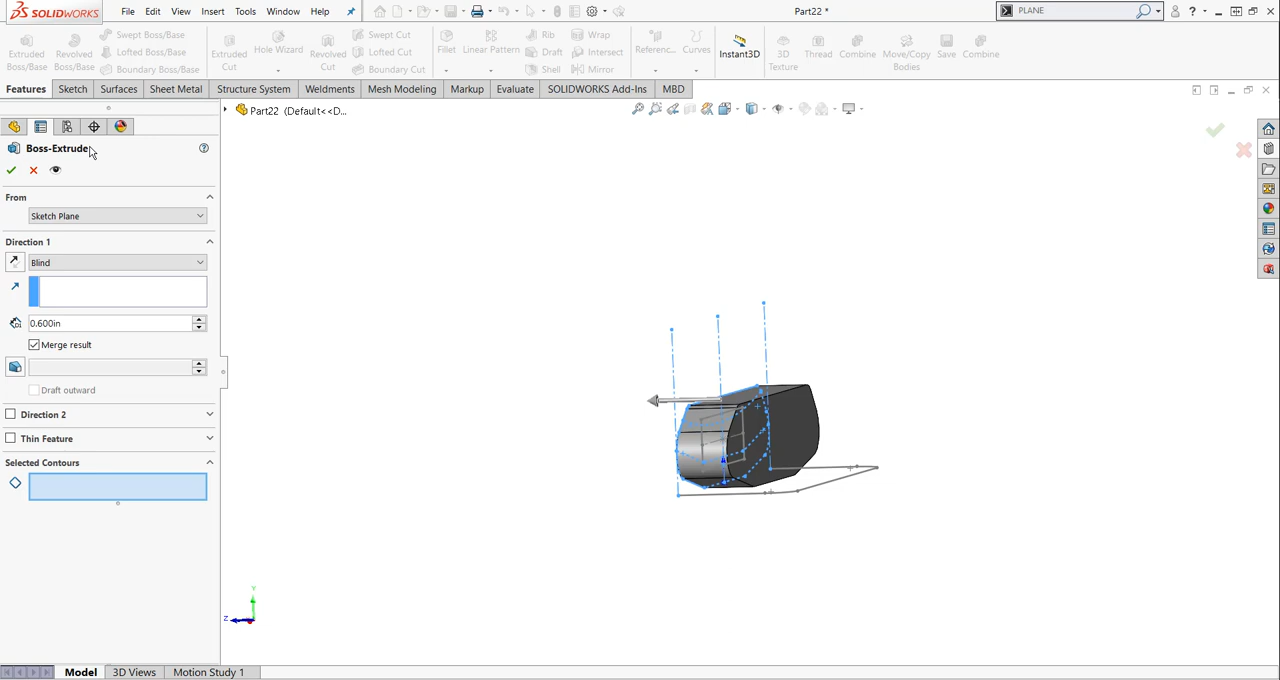 SOLIDWORKS File Edit View Insert Tools Window Help Part22 * PLANE
Extruded Boss/Base Revolved Boss/Base Swept Boss/Base Lofted Boss/Base Boundary Boss/Base Extruded Cut Hole Wizard Revolved Cut Swept Cut Lofted Cut Boundary Cut Fillet Linear Pattern Rib Draft Shell Wrap Intersect Mirror Referenc... Curves Instant3D 3D Texture Thread Combine Move/Copy Bodies Save Combine
Features Sketch Surfaces Sheet Metal Structure System Weldments Mesh Modeling Markup Evaluate SOLIDWORKS Add-Ins MBD
Part22 (Default<<D...
Boss-Extrude
From
Sketch Plane
Direction 1
Blind
0.600in
Merge result
Draft outward
Direction 2
Thin Feature
Selected Contours
Y
Z
Model 3D Views Motion Study 1